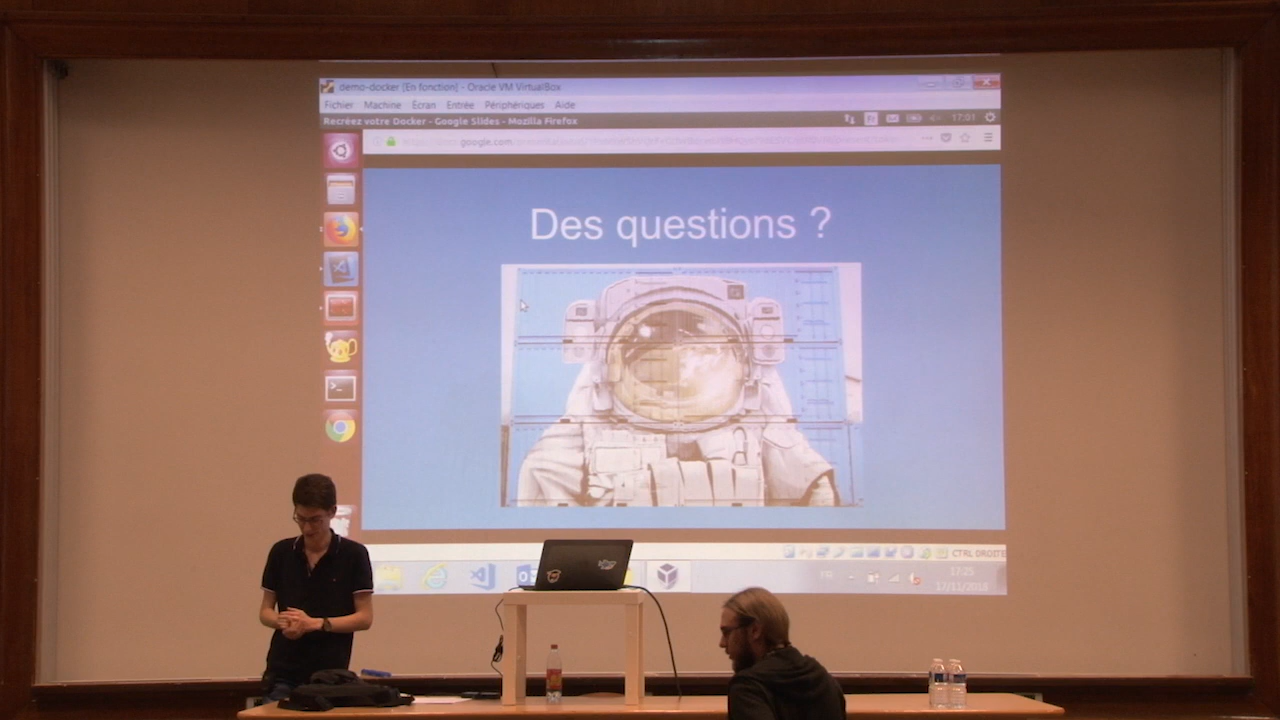 demo-docker [En fonction] - Oracle VM VirtualBox
Fichier Machine Écran Entrée Périphériques Aide
Recréez votre Docker - Google Slides - Mozilla Firefox
Fr
17:01
google.com
Des questions ?
CTRL DROITE
FR
17:25
17/11/2018